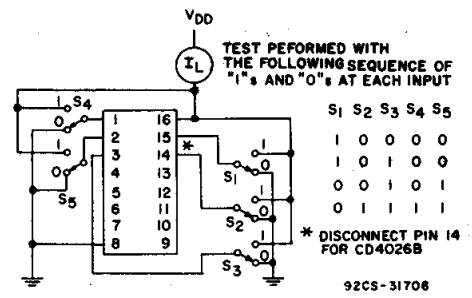 VDD
IL
TEST PEFORMED WITH
THE FOLLOWING SEQUENCE OF
"1"s AND "0"s AT EACH INPUT
S1 S2 S3 S4 S5
1 0 0 0 0
1 0 1 0 0
0 0 1 0 1
0 1 1 1 1
* DISCONNECT PIN 14
FOR CD4026B
1 S4
0
1
0
S5
1 16
2 15
3 14 *
4 13
5 12
6 11
7 10
8 9
1
0
S1
1
0
S2
1
0
S3
92CS-31706